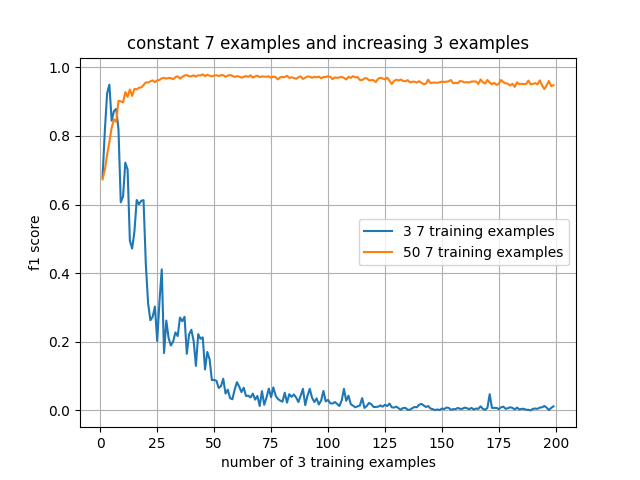 constant 7 examples and increasing 3 examples
1.0
0.8
0.6
0.4
0.2
0.0
f1 score
3 7 training examples
50 7 training examples
0 25 50 75 100 125 150 175 200
number of 3 training examples